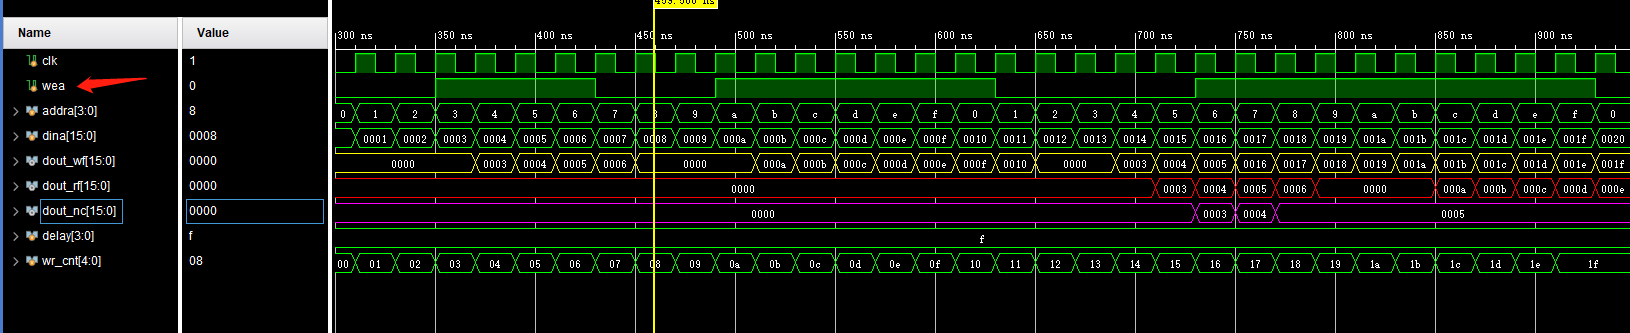 459.500 ns
Name Value
300 ns 350 ns 400 ns 450 ns 500 ns 550 ns 600 ns 650 ns 700 ns 750 ns 800 ns 850 ns 900 ns
clk 1
wea 0
addra[3:0] 8 0 1 2 3 4 5 6 7 8 9 a b c d e f 0 1 2 3 4 5 6 7 8 9 a b c d e f 0
dina[15:0] 0008 0001 0002 0003 0004 0005 0006 0007 0008 0009 000a 000b 000c 000d 000e 000f 0010 0011 0012 0013 0014 0015 0016 0017 0018 0019 001a 001b 001c 001d 001e 001f 0020
dout_wf[15:0] 0000 0000 0003 0004 0005 0006 0000 000a 000b 000c 000d 000e 000f 0010 0000 0003 0004 0005 0016 0017 0018 0019 001a 001b 001c 001d 001e 001f
dout_rf[15:0] 0000 0000 0003 0004 0005 0006 0000 000a 000b 000c 000d 000e
dout_nc[15:0] 0000 0000 0003 0004 0005
delay[3:0] f f
wr_cnt[4:0] 08 00 01 02 03 04 05 06 07 08 09 0a 0b 0c 0d 0e 0f 10 11 12 13 14 15 16 17 18 19 1a 1b 1c 1d 1e 1f